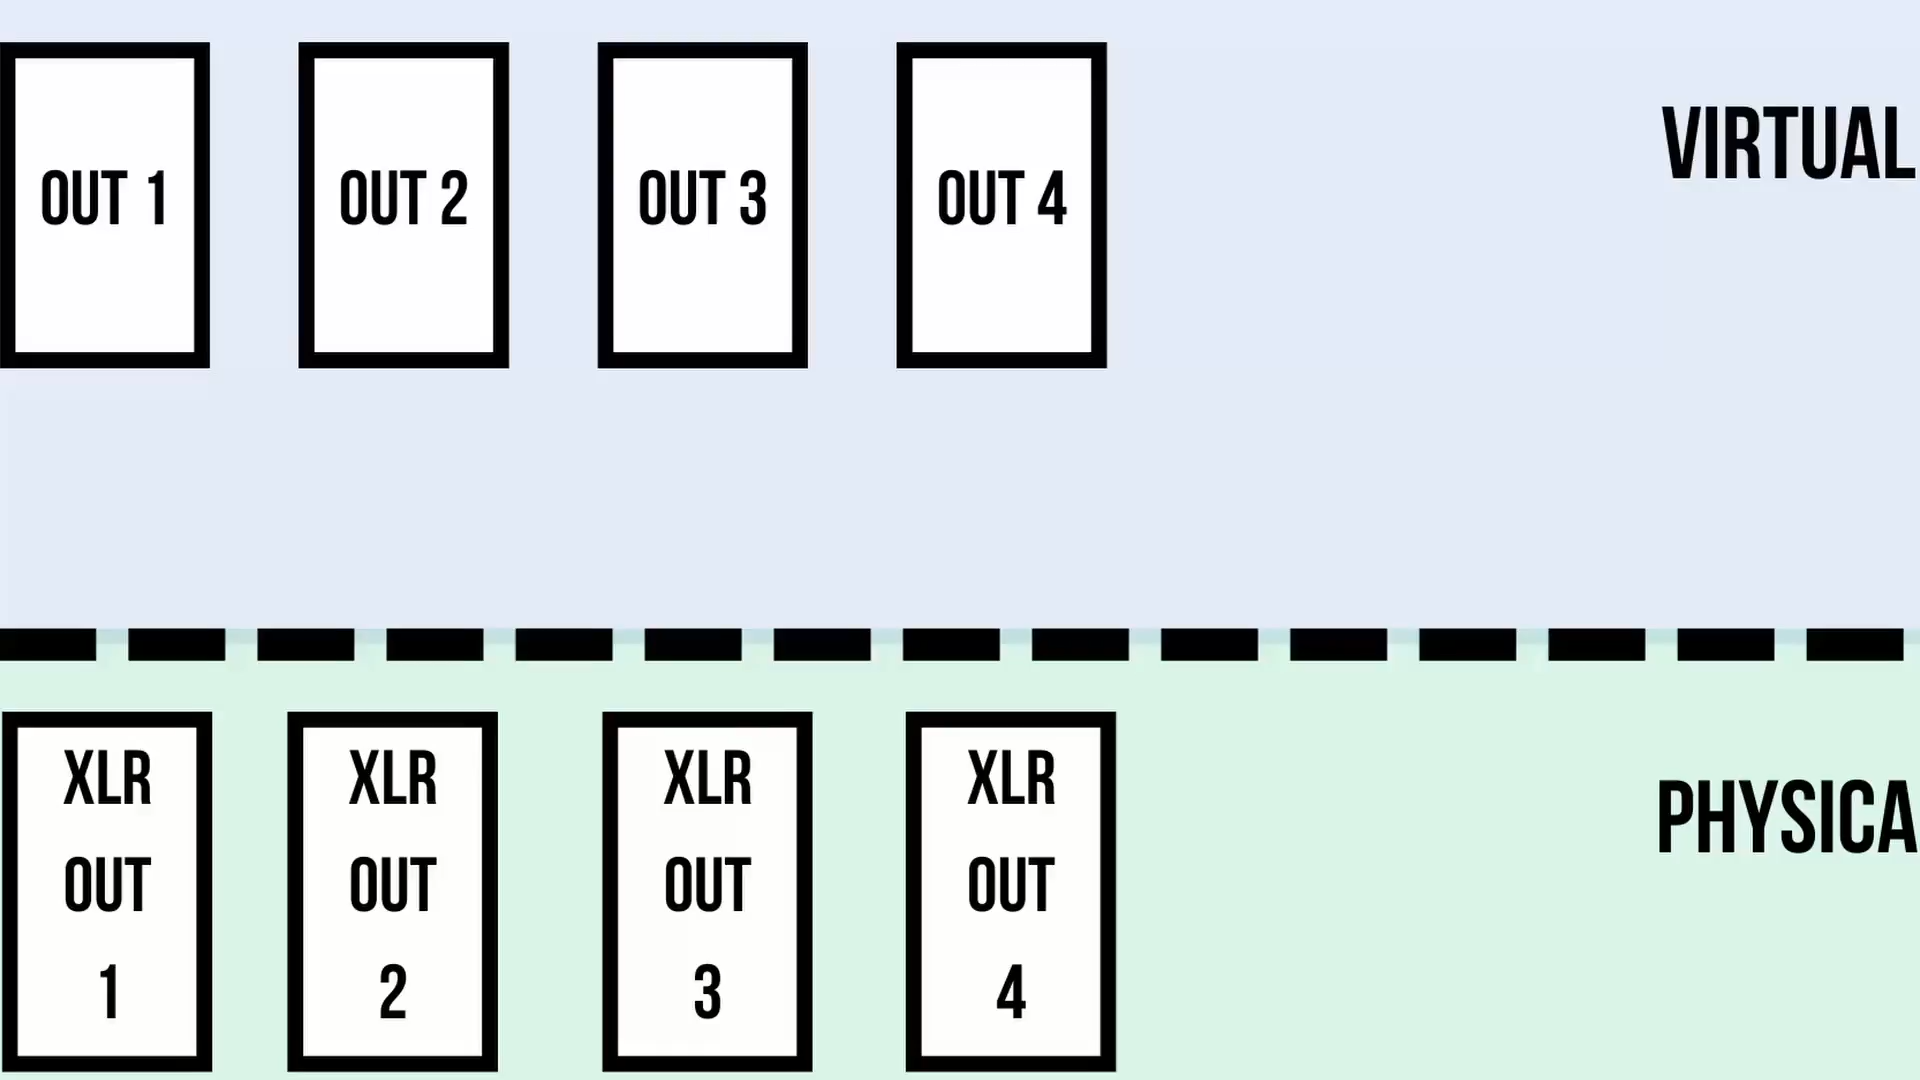 OUT 1
OUT 2
OUT 3
OUT 4
VIRTUAL
XLR
OUT
1
XLR
OUT
2
XLR
OUT
3
XLR
OUT
4
PHYSICA